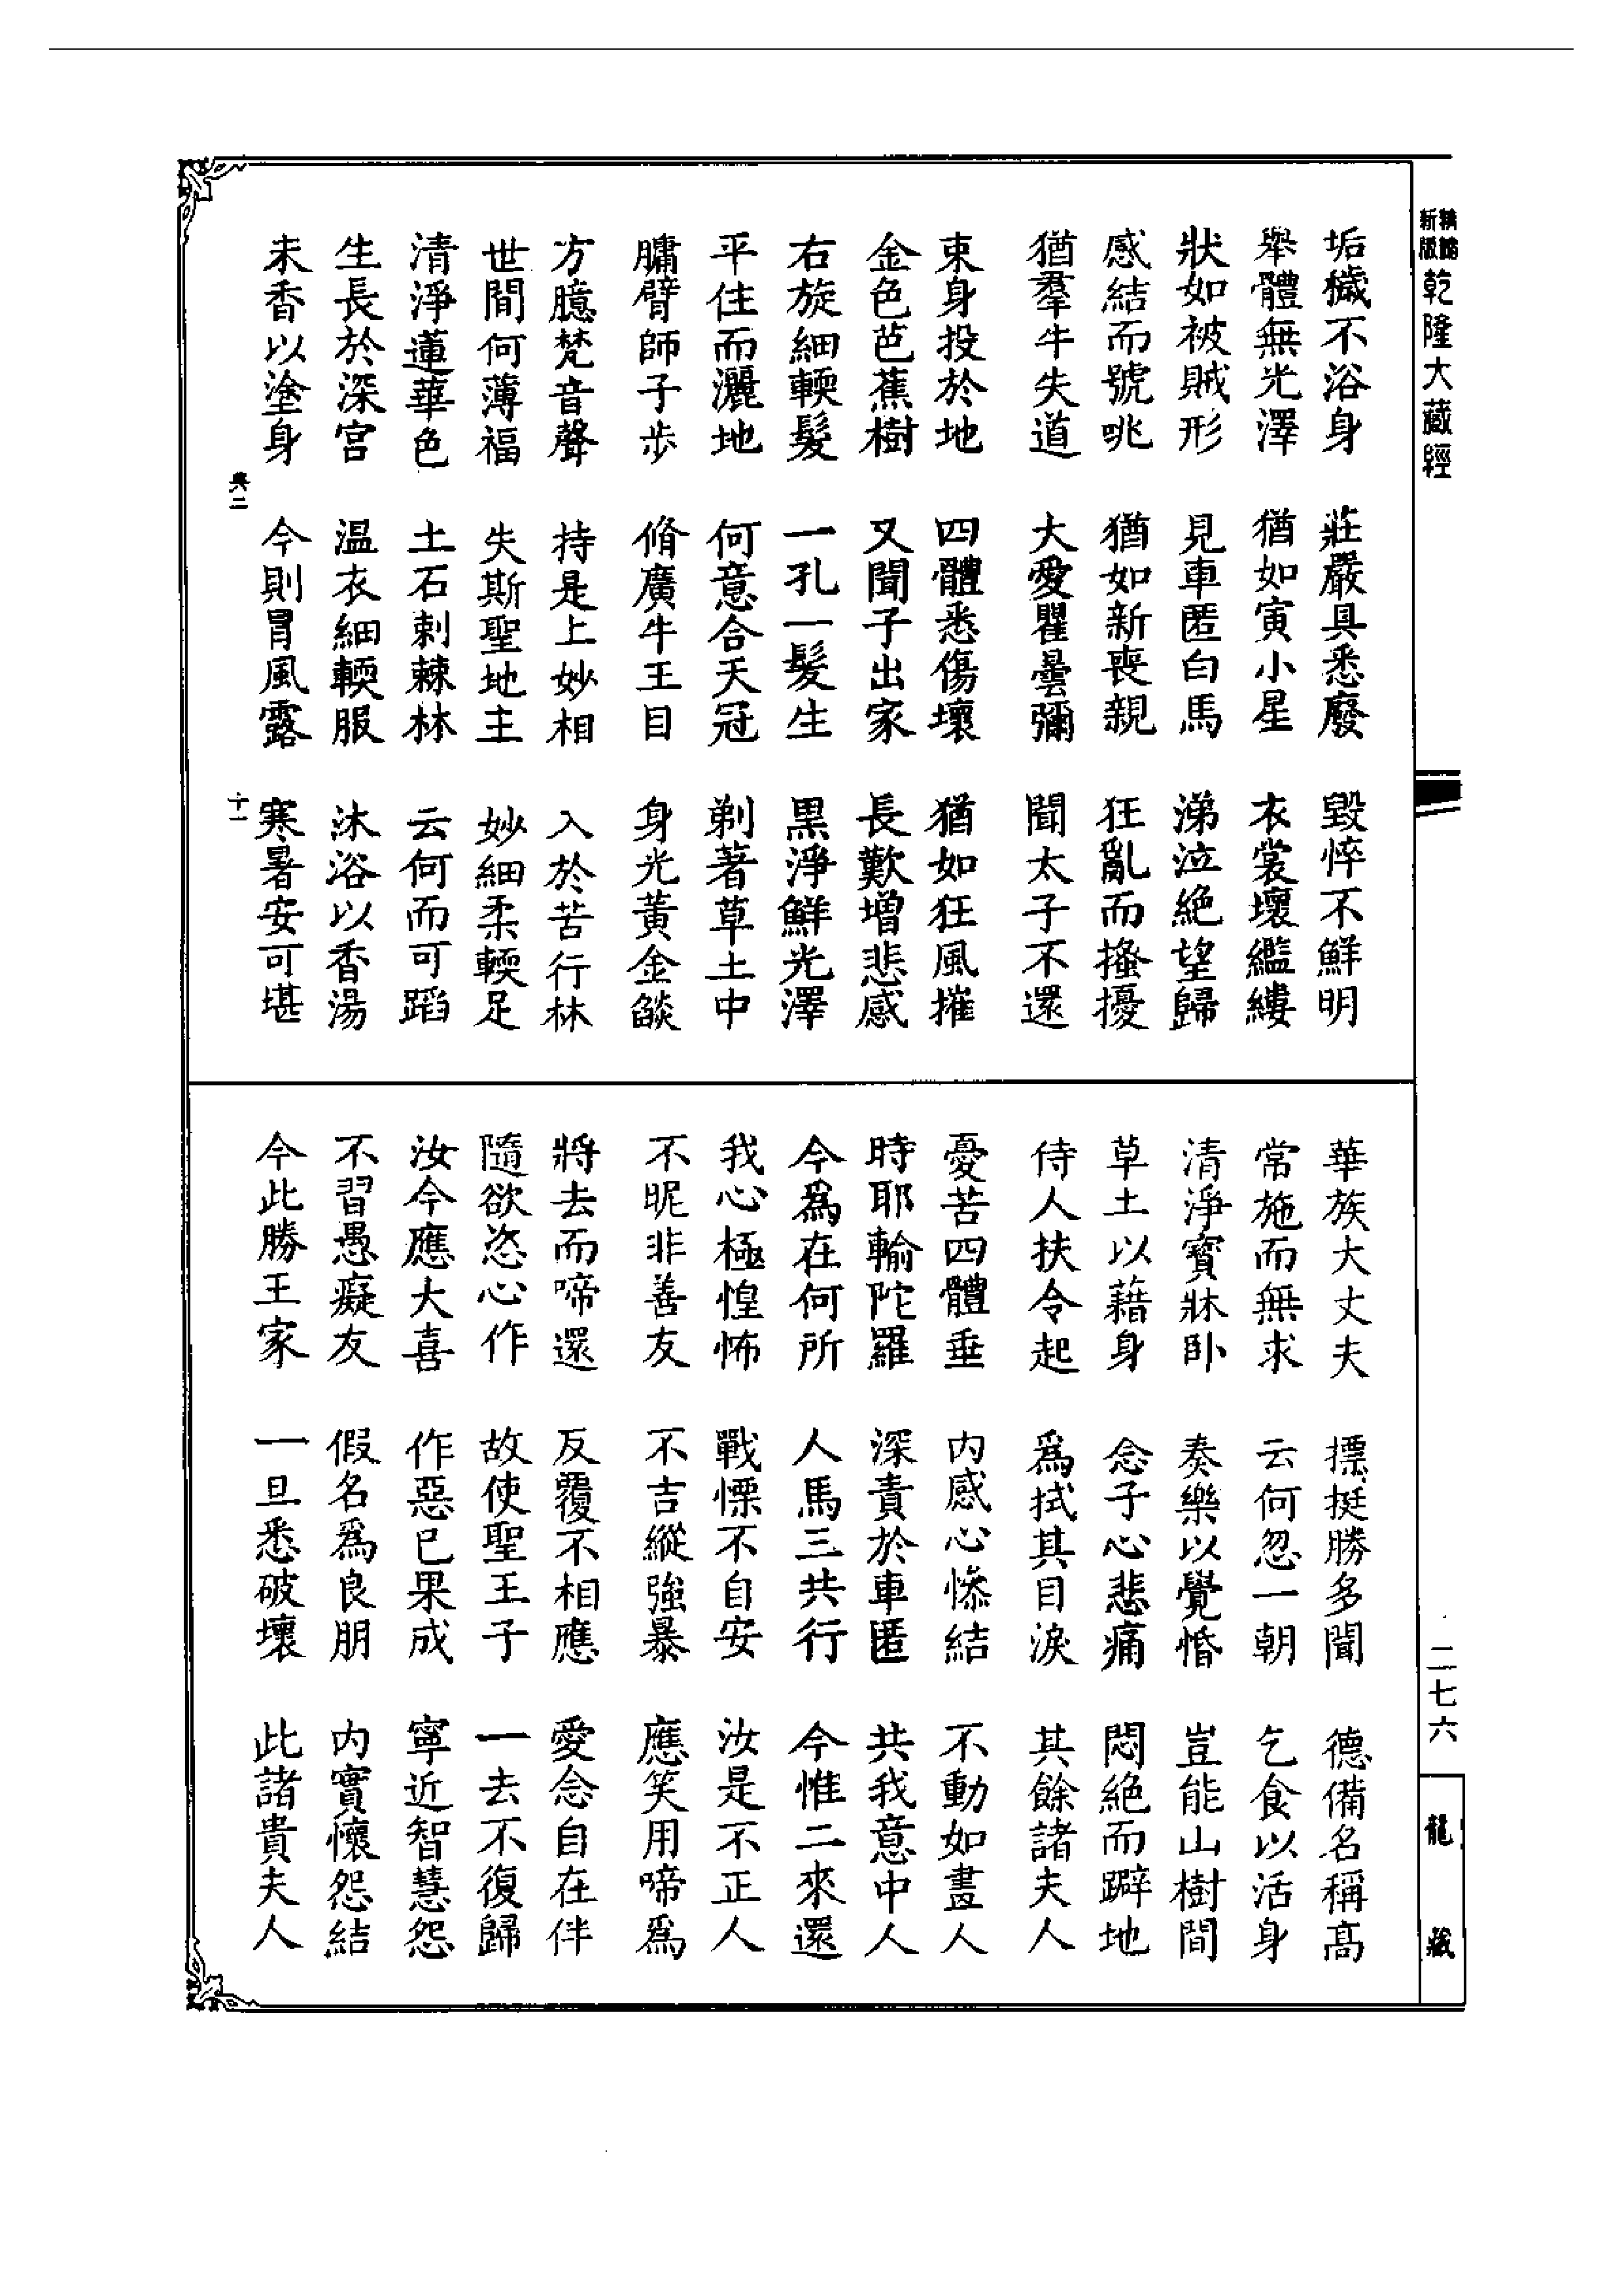 乾隆大藏經
垢穢不浴身　莊嚴具悉廢　毀悴不鮮明
舉體無光澤　猶如寅小星　衣裳壞繿縷
狀如被賊形　見車匿白馬　涕泣絕望歸
感結而號咷　猶如新喪親　狂亂而搔擾
猶羣牛失道　大愛瞿曇彌　聞太子不還
束身投於地　四體悉傷壞　猶如狂風摧
金色芭蕉樹　又聞子出家　長歎增悲感
右旋細輭髮　一孔一髮生　黑淨鮮光澤
平住而灑地　何意合天冠　剃著草土中
𦟛臂師子步　脩廣牛王目　身光黃金燄
方臆梵音聲　持是上妙相　入於苦行林
世間何薄福　失斯聖地主　妙細柔輭足
清淨蓮華色　土石刺棘林　云何而可蹈
生長於深宮　温衣細輭服　沐浴以香湯
末香以塗身　今則冒風露　寒暑安可堪
典二　十一
華族大丈夫　摽挺勝多聞　德備名稱髙
常施而無求　云何忽一朝　乞食以活身
清淨寳牀卧　奏樂以覺惛　豈能山樹間
草土以藉身　念子心悲痛　悶絕而躃地
侍人扶令起　爲拭其目淚　其餘諸夫人
憂苦四體垂　内感心慘結　不動如畫人
時耶輸陀羅　深責於車匿　共我意中人
今爲在何所　人馬三共行　今惟二來還
我心極惶怖　戰慄不自安　汝是不正人
不昵非善友　不吉縱強暴　應笑用啼爲
將去而啼還　反覆不相應　愛念自在伴
隨欲恣心作　故使聖王子　一去不復歸
汝今應大喜　作惡已果成　寧近智慧怨
不習愚癡友　假名爲良朋　内實懷怨結
今此勝王家　一旦悉破壞　此諸貴夫人
二七六
龍藏